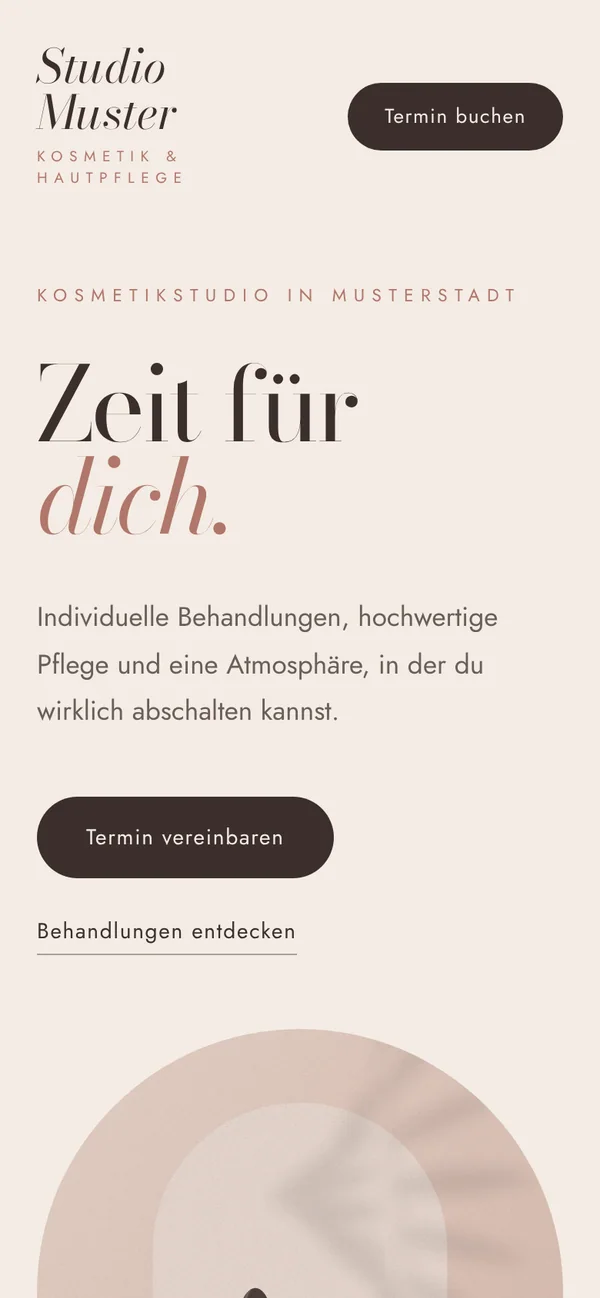 Studio
Muster
KOSMETIK &
HAUTPFLEGE
Termin buchen
KOSMETIKSTUDIO IN MUSTERSTADT
Zeit für
dich.
Individuelle Behandlungen, hochwertige
Pflege und eine Atmosphäre, in der du
wirklich abschalten kannst.
Termin vereinbaren
Behandlungen entdecken